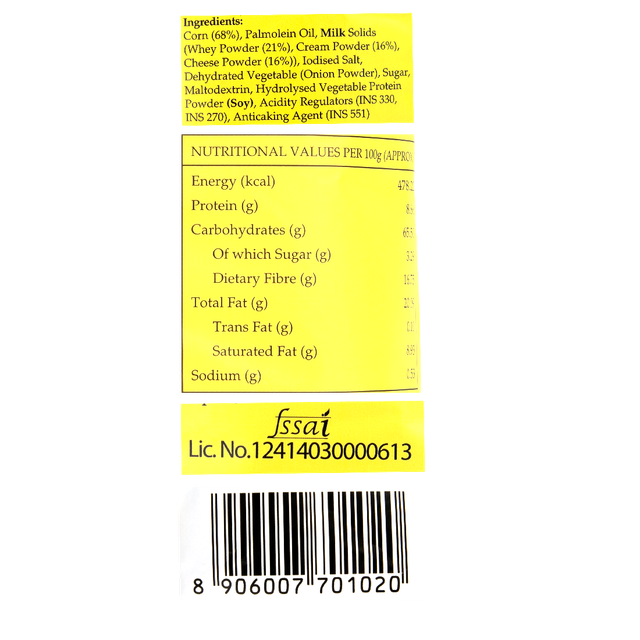 Ingredients:
Corn (68%), Palmolein Oil, Milk Solids
(Whey Powder (21%), Cream Powder (16%),
Cheese Powder (16%)), Iodised Salt,
Dehydrated Vegetable (Onion Powder), Sugar,
Maltodextrin, Hydrolysed Vegetable Protein
Powder (Soy), Acidity Regulators (INS 330,
INS 270), Anticaking Agent (INS 551)
NUTRITIONAL VALUES PER 100g
Energy (kcal)
Protein (g)
Carbohydrates (g)
Of which Sugar (g)
Dietary Fibre (g)
Total Fat (g)
Trans Fat (g)
Saturated Fat (g)
Sodium (g)
fssai
Lic. No.12414030000613
8 906007 701020